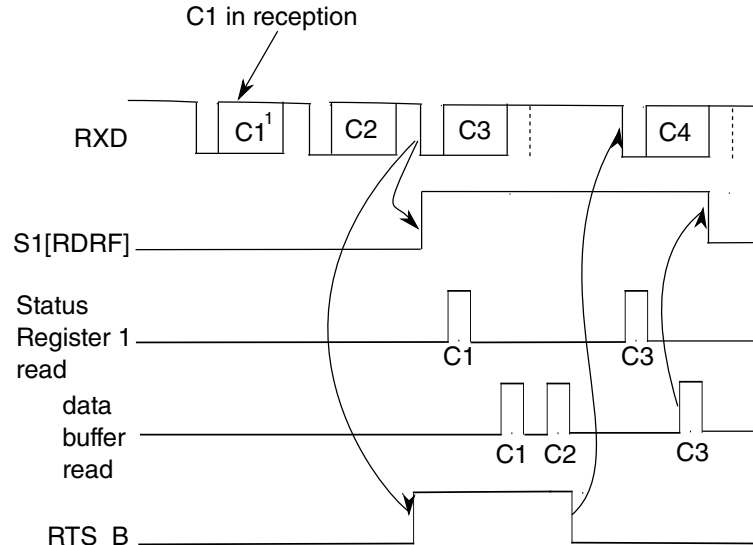 C1 in reception
RXD
C1 1
C2
C3
C4
S1[RDRF]
Status
Register 1
read
C1
C3
data
buffer
read
C1
C2
C3
RTS_B